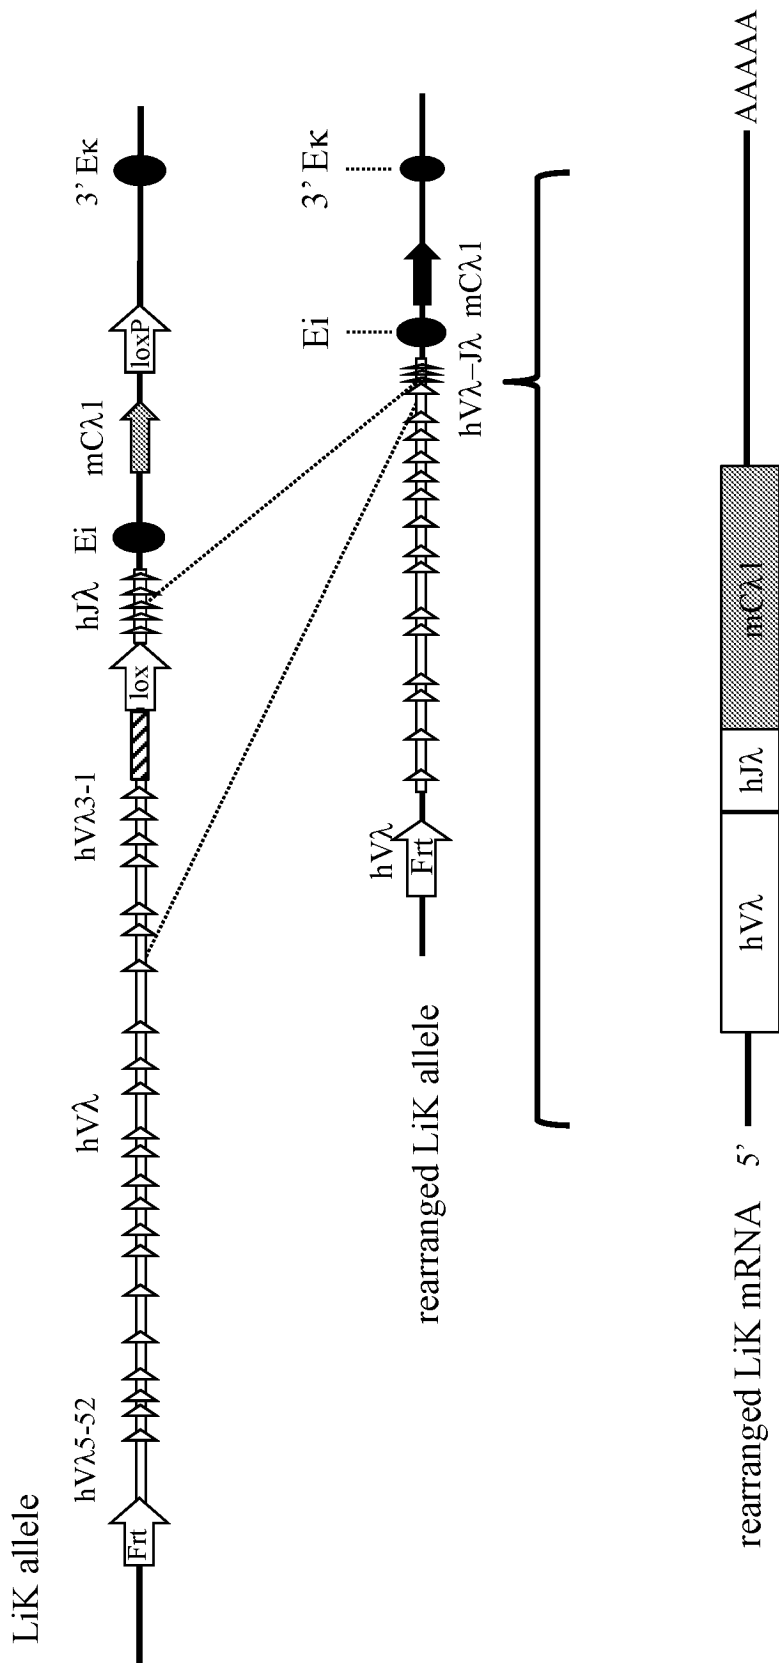 LiK allele
hVλ5-52 hVλ hVλ3-1 hJλ Ei mCλ1 3’ Eκ
Frt lox loxP
rearranged LiK allele
hVλ Ei 3’ Eκ
Frt
hVλ–Jλ mCλ1
rearranged LiK mRNA 5’ hVλ hJλ mCλ1 AAAAA